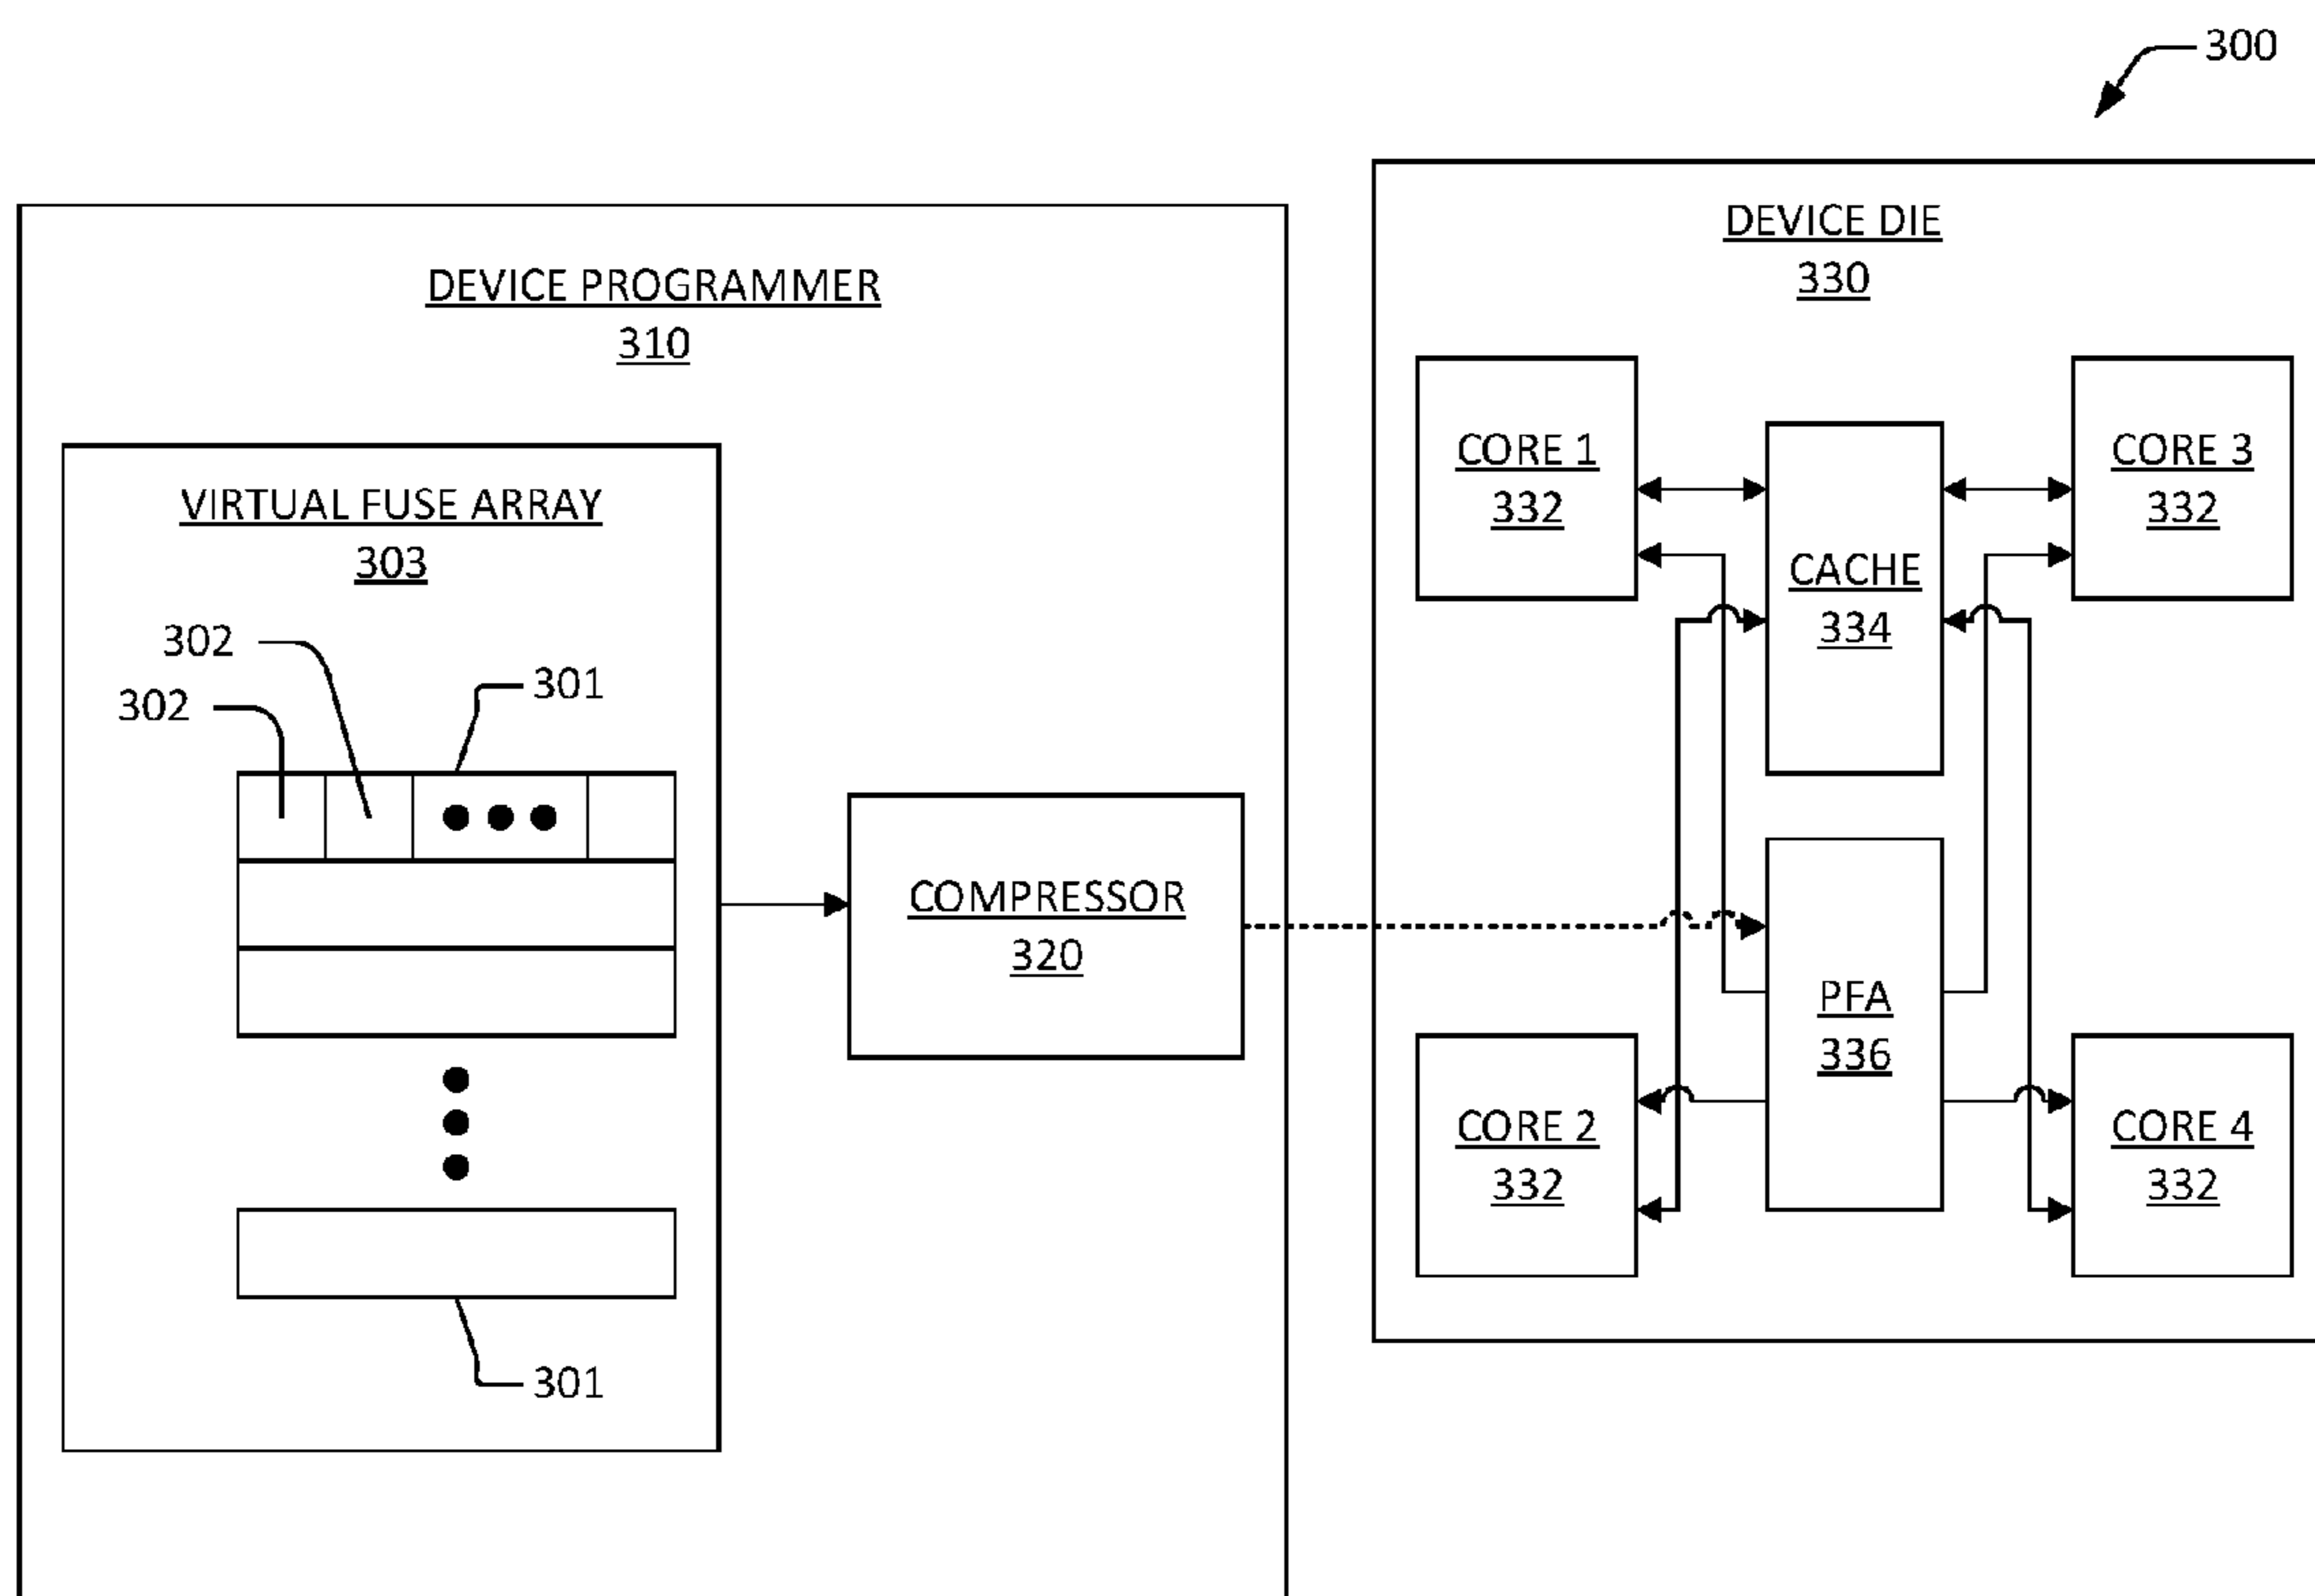 300
DEVICE PROGRAMMER
310
VIRTUAL FUSE ARRAY
303
302
302
301
301
COMPRESSOR
320
DEVICE DIE
330
CORE 1
332
CORE 3
332
CACHE
334
PFA
336
CORE 2
332
CORE 4
332